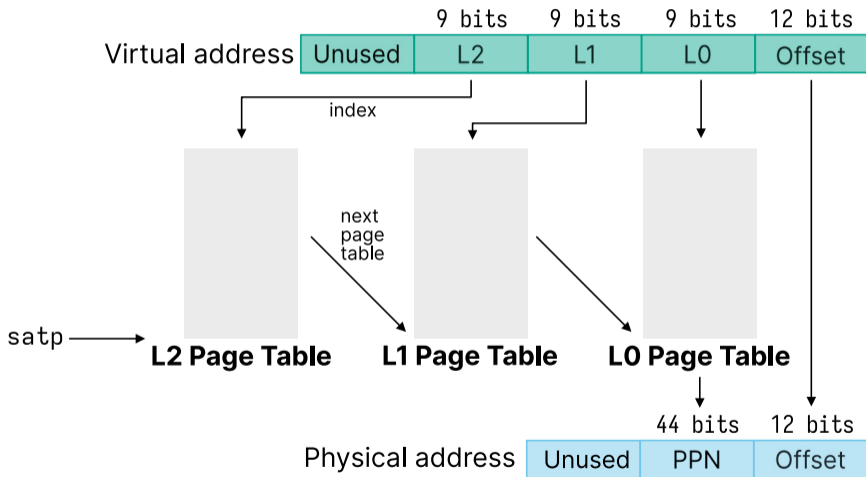 9 bits 9 bits 9 bits 12 bits
Virtual address Unused L2 L1 L0 Offset
index
next
page
table
satp
L2 Page Table L1 Page Table L0 Page Table
44 bits 12 bits
Physical address Unused PPN Offset